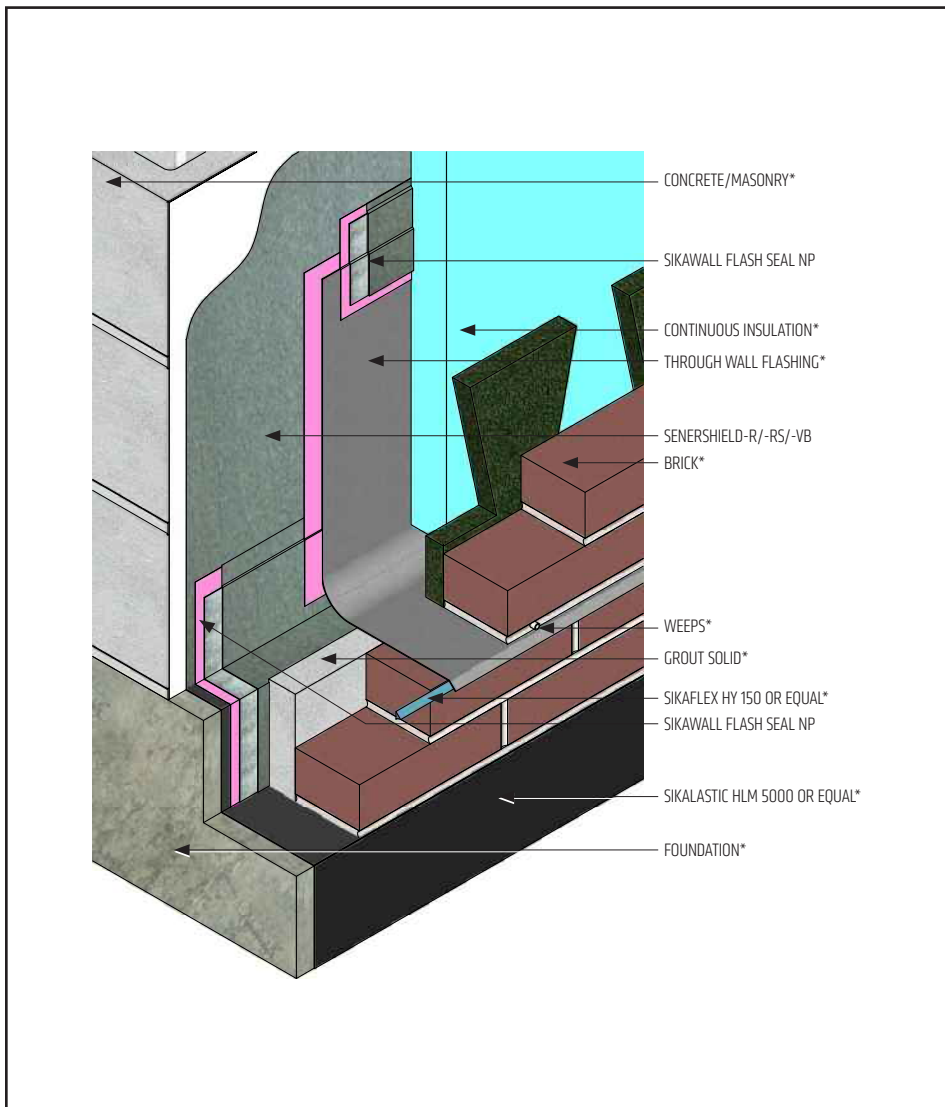 CONCRETE/MASONRY*
SIKAWALL FLASH SEAL NP
CONTINUOUS INSULATION*
THROUGH WALL FLASHING*
SENERSHIELD-R/-RS/-VB
BRICK*
WEEPS*
GROUT SOLID*
SIKAFLEX HY 150 OR EQUAL*
SIKAWALL FLASH SEAL NP
SIKALASTIC HLM 5000 OR EQUAL*
FOUNDATION*